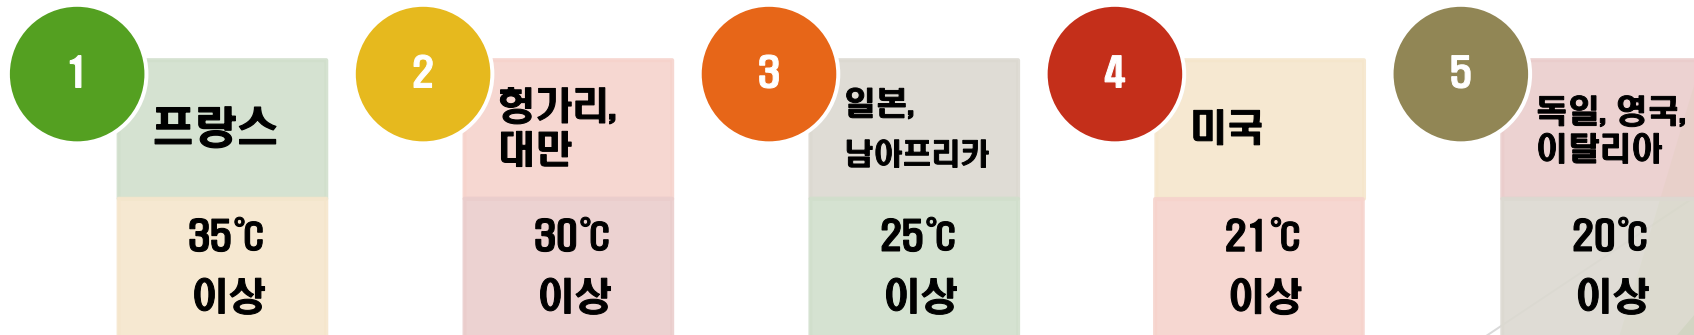 1
프랑스
35℃
이상
2
헝가리,
대만
30℃
이상
3
일본,
남아프리카
25℃
이상
4
미국
21℃
이상
5
독일, 영국,
이탈리아
20℃
이상